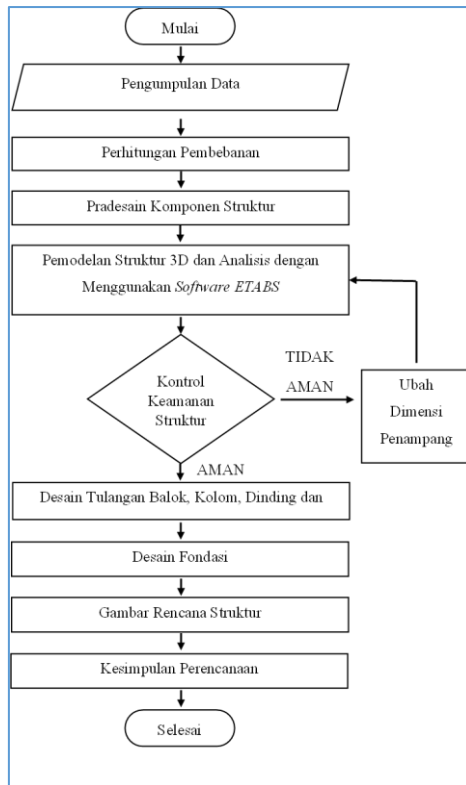 Mulai
Pengumpulan Data
Perhitungan Pembebanan
Pradesain Komponen Struktur
Pemodelan Struktur 3D dan Analisis dengan
Menggunakan Software ETABS
Kontrol
Keamanan
Struktur
TIDAK
AMAN
Ubah
Dimensi
Penampang
AMAN
Desain Tulangan Balok, Kolom, Dinding dan
Desain Fondasi
Gambar Rencana Struktur
Kesimpulan Perencanaan
Selesai